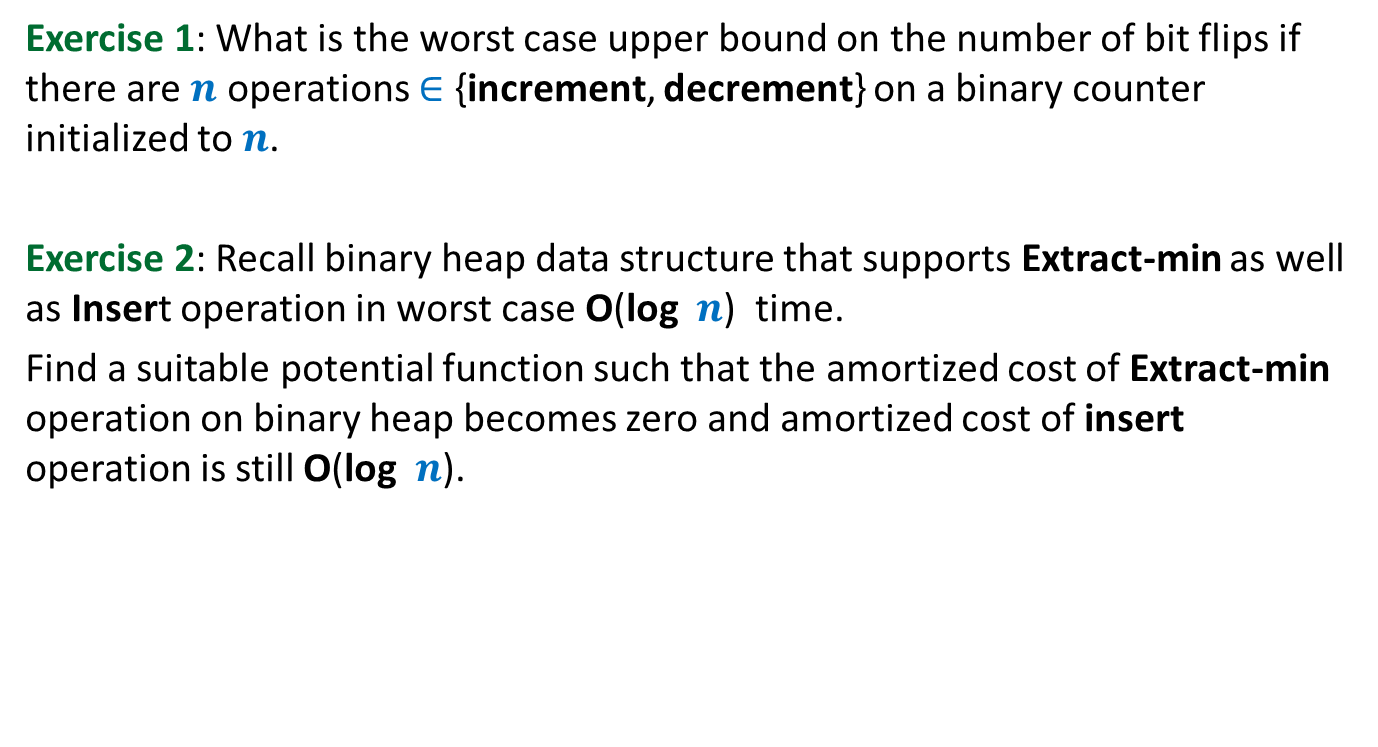 Exercise 1: What is the worst case upper bound on the number of bit flips if
there are n operations ∈ {increment, decrement} on a binary counter
initialized to n.
Exercise 2: Recall binary heap data structure that supports Extract-min as well
as Insert operation in worst case O(log n) time.
Find a suitable potential function such that the amortized cost of Extract-min
operation on binary heap becomes zero and amortized cost of insert
operation is still O(log n).